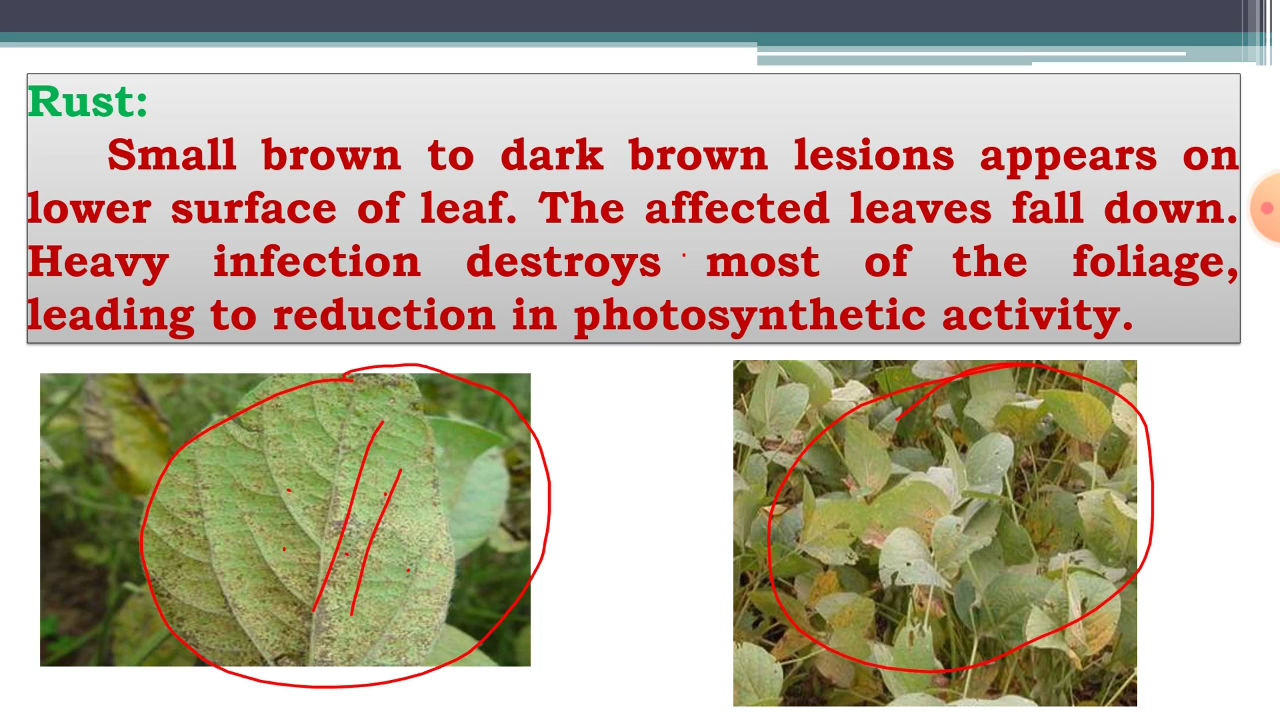 Rust:
Small brown to dark brown lesions appears on
lower surface of leaf. The affected leaves fall down.
Heavy infection destroys most of the foliage,
leading to reduction in photosynthetic activity.